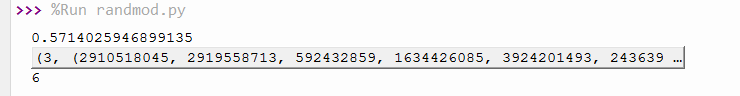 >>> %Run randmod.py
0.5714025946899135
(3, (2910518045, 2919558713, 592432859, 1634426085, 3924201493, 243639 …
6